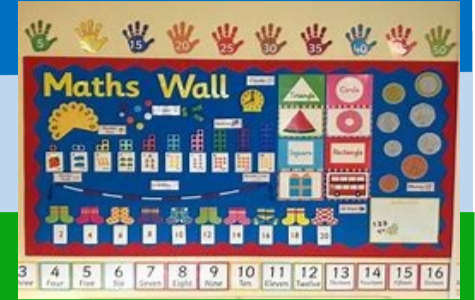 5 15 20 25 30 35 40 45 50
Maths Wall
Triangle Circle
Square Rectangle
2 4 6 8 10 12 14 16 18 20
3 4 5 6 7 8 9 10 11 12 13 14 15 16
Four Five Six Seven Eight Nine Ten Eleven Twelve Thirteen Fourteen Fifteen Sixteen